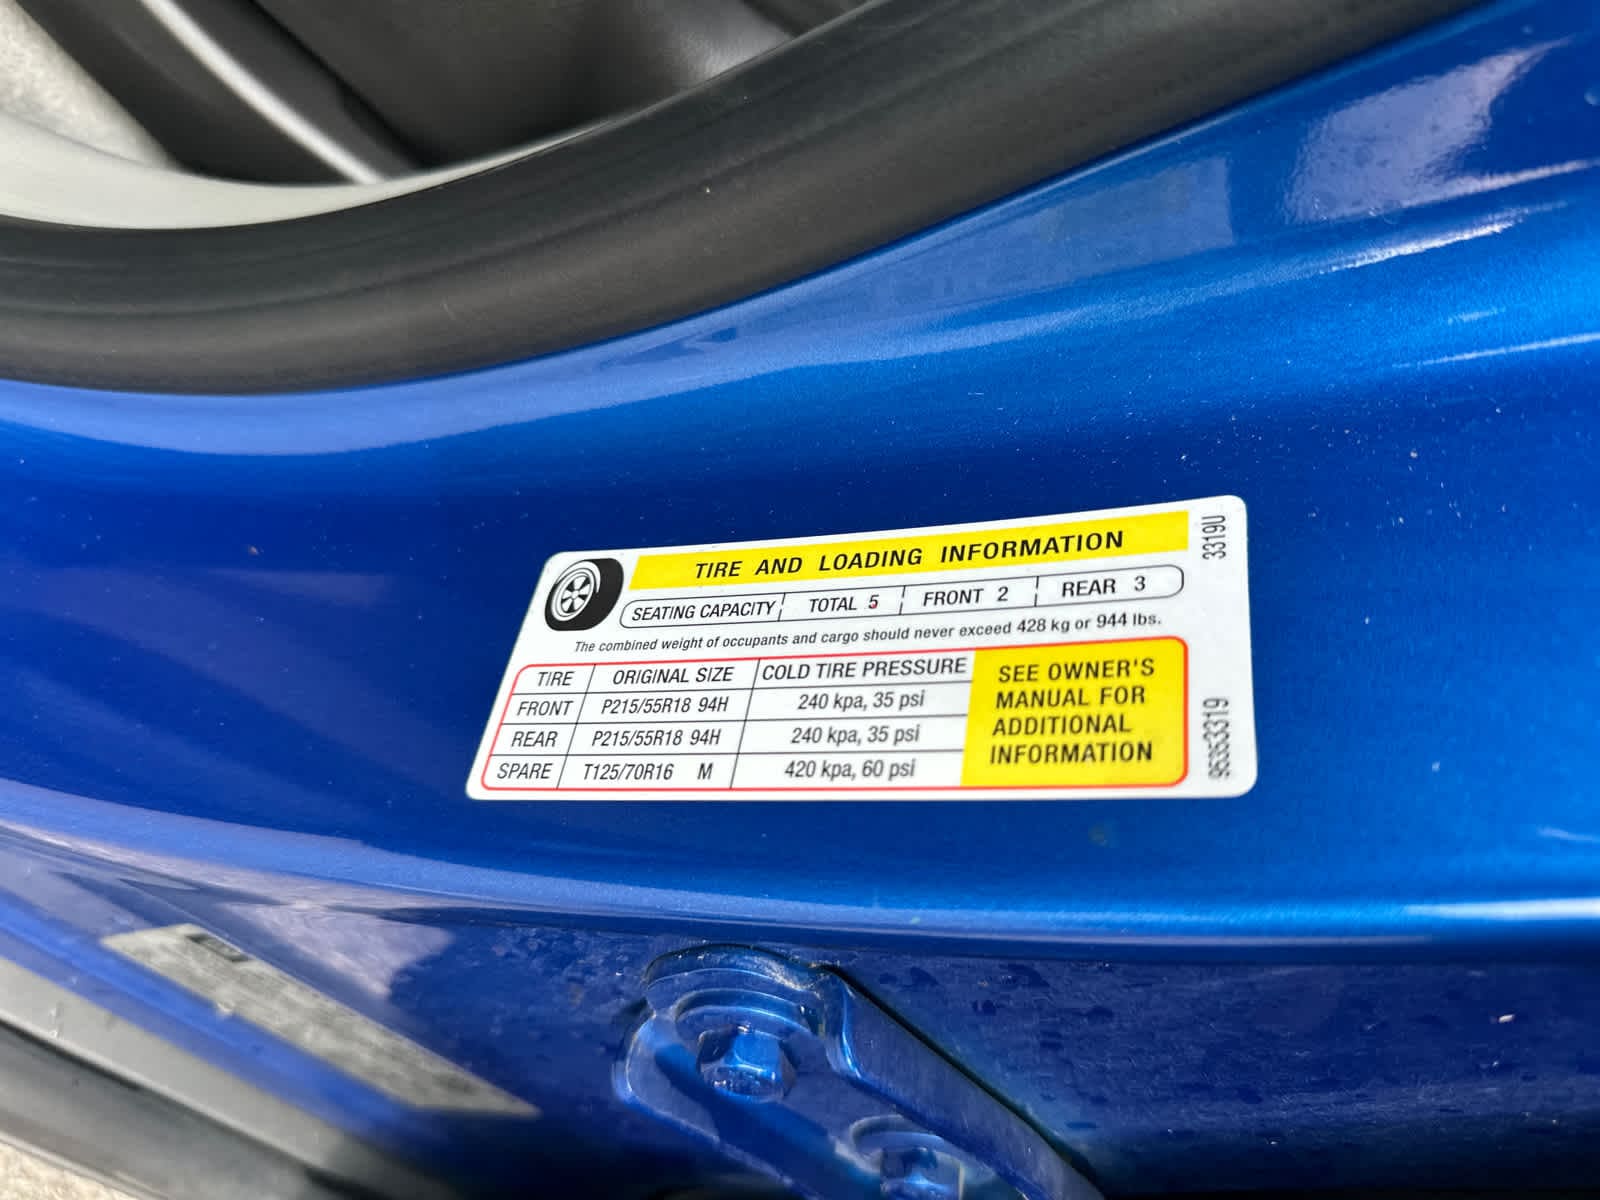 TIRE AND LOADING INFORMATION
SEATING CAPACITY TOTAL 5 FRONT 2 REAR 3
The combined weight of occupants and cargo should never exceed 428 kg or 944 lbs.
TIRE ORIGINAL SIZE COLD TIRE PRESSURE
FRONT P215/55R18 94H 240 kpa, 35 psi
REAR P215/55R18 94H 240 kpa, 35 psi
SPARE T125/70R16 M 420 kpa, 60 psi
SEE OWNER'S
MANUAL FOR
ADDITIONAL
INFORMATION
3319U
95353319